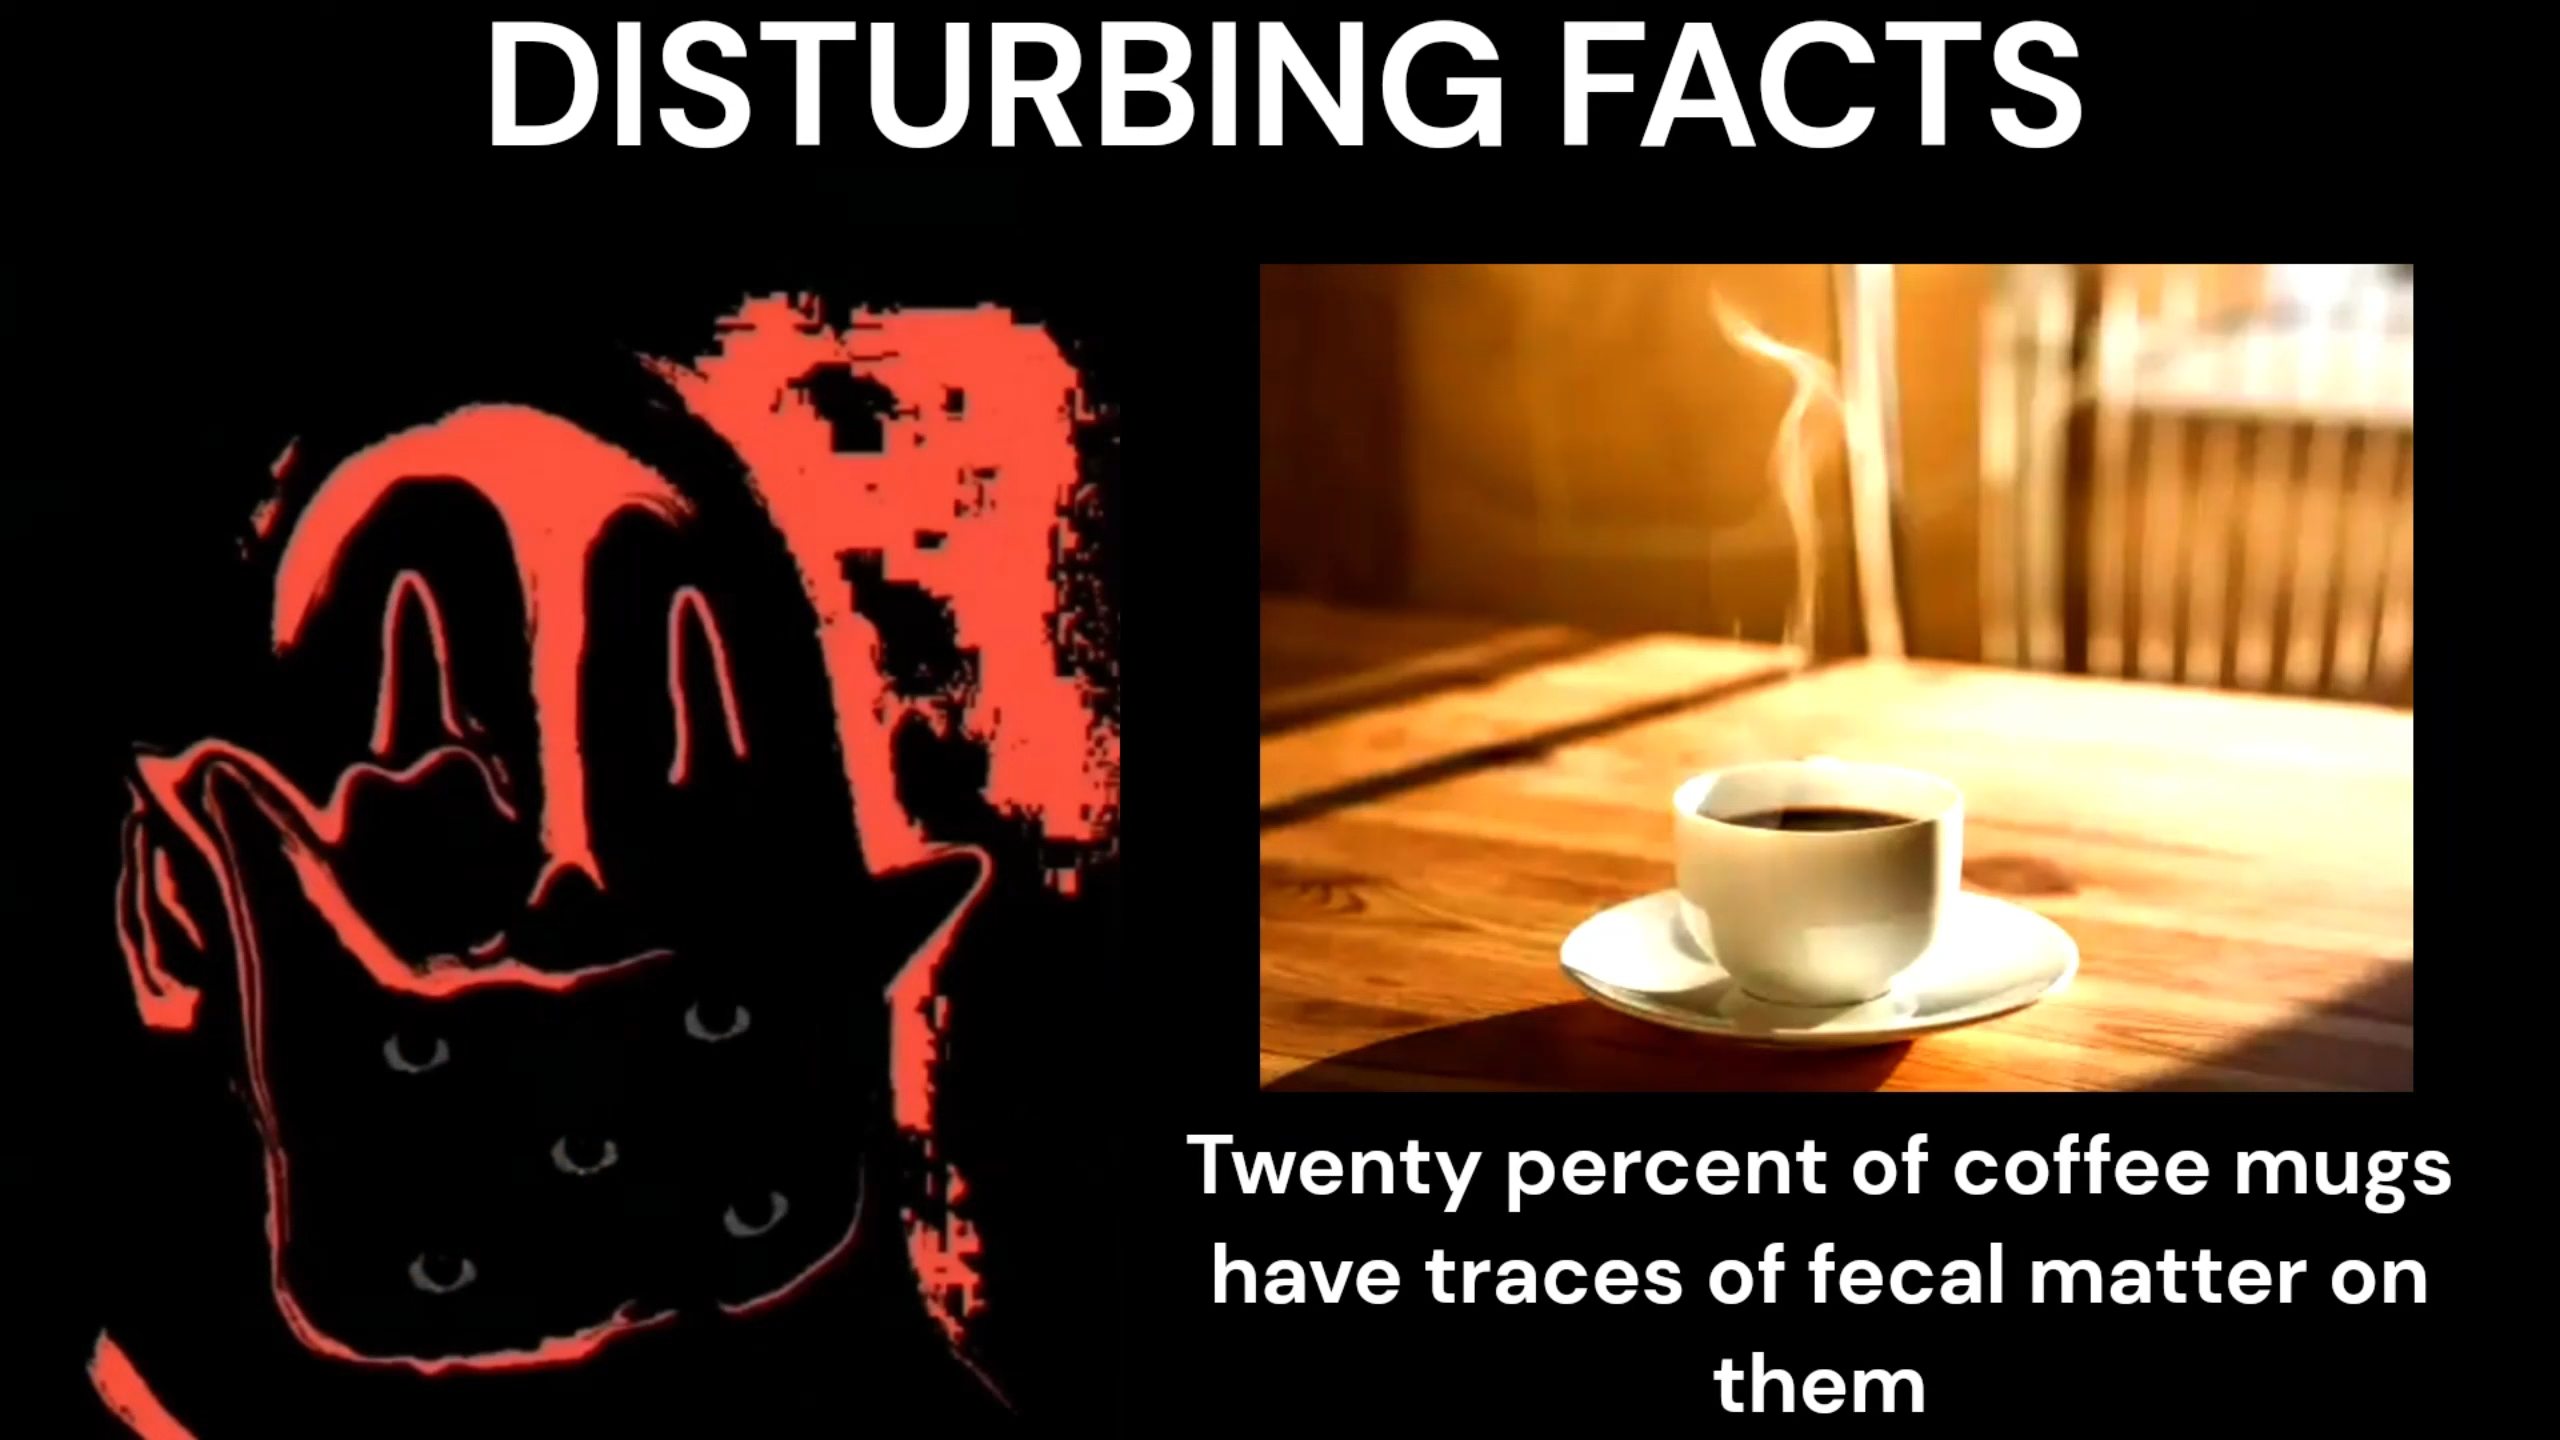 DISTURBING FACTS
Twenty percent of coffee mugs
have traces of fecal matter on
them